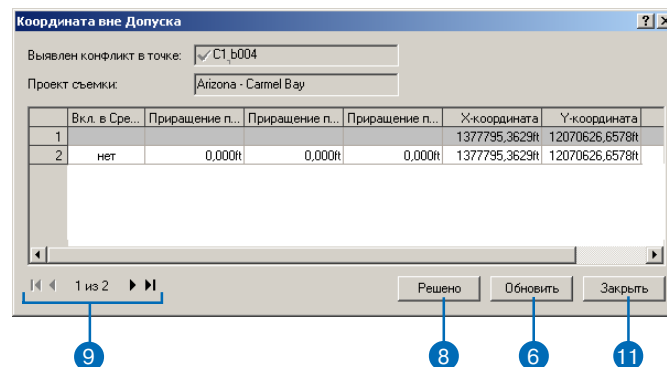 Координата вне Допуска
Выявлен конфликт в точке: C1_b004
Проект съемки: Arizona - Carmel Bay
Вкл. в Сре... Приращение п... Приращение п... Приращение п... X-координата Y-координата
1 1377795,3629ft 12070626,6578ft
2 нет 0,000ft 0,000ft 0,000ft 1377795,3629ft 12070626,6578ft
1 из 2 Решено Обновить Закрыть
9 8 6 11